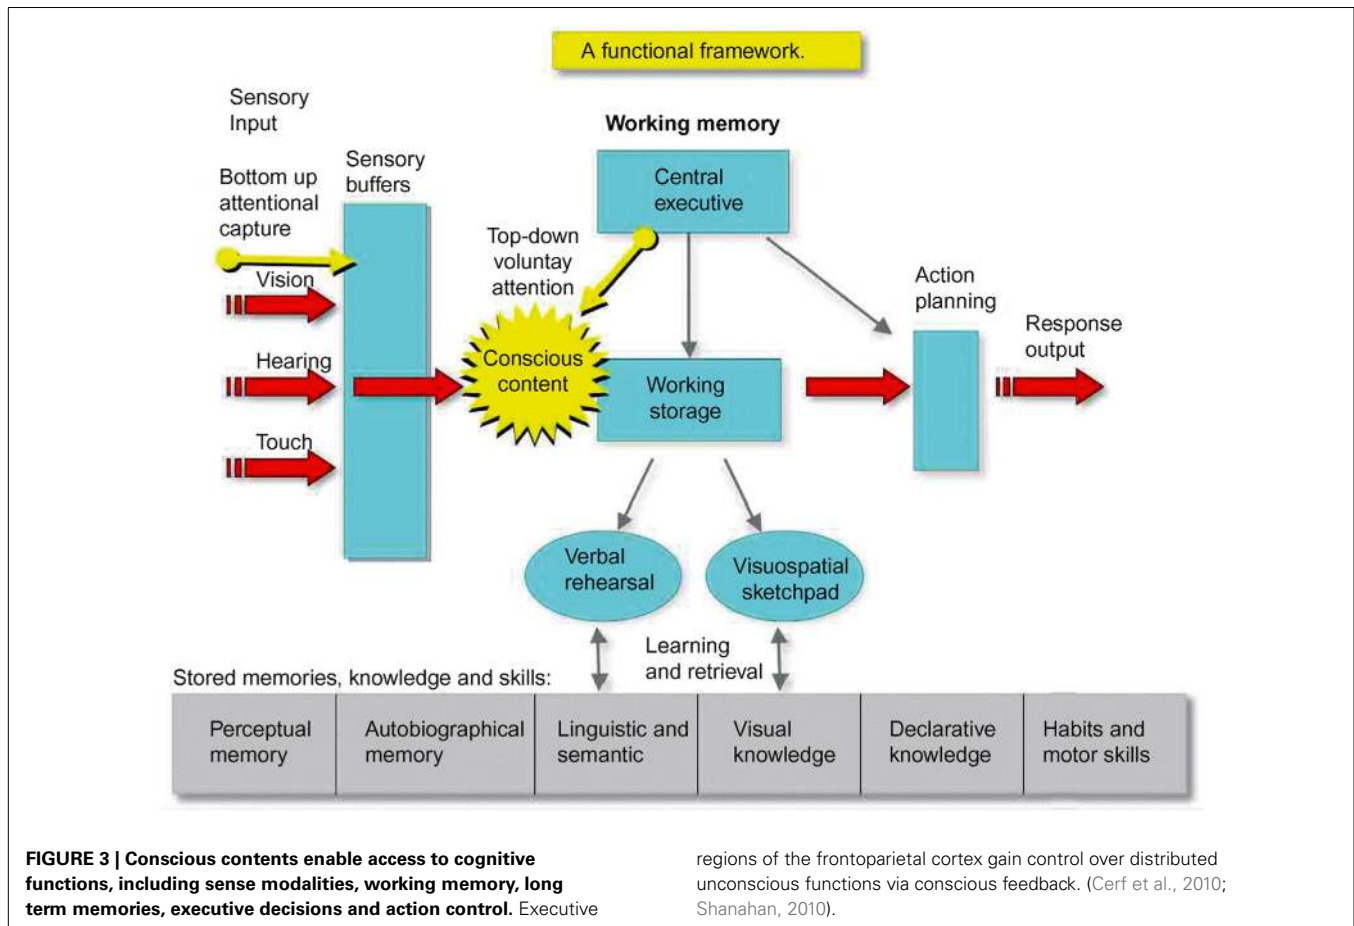 A functional framework.
Sensory
Input
Working memory
Bottom up
attentional
capture
Sensory
buffers
Central
executive
Top-down
voluntay
attention
Vision
Hearing
Touch
Conscious
content
Working
storage
Action
planning
Response
output
Verbal
rehearsal
Visuospatial
sketchpad
Learning
and retrieval
Stored memories, knowledge and skills:
Perceptual
memory
Autobiographical
memory
Linguistic and
semantic
Visual
knowledge
Declarative
knowledge
Habits and
motor skills
FIGURE 3 | Conscious contents enable access to cognitive
functions, including sense modalities, working memory, long
term memories, executive decisions and action control. Executive
regions of the frontoparietal cortex gain control over distributed
unconscious functions via conscious feedback. (Cerf et al., 2010;
Shanahan, 2010).